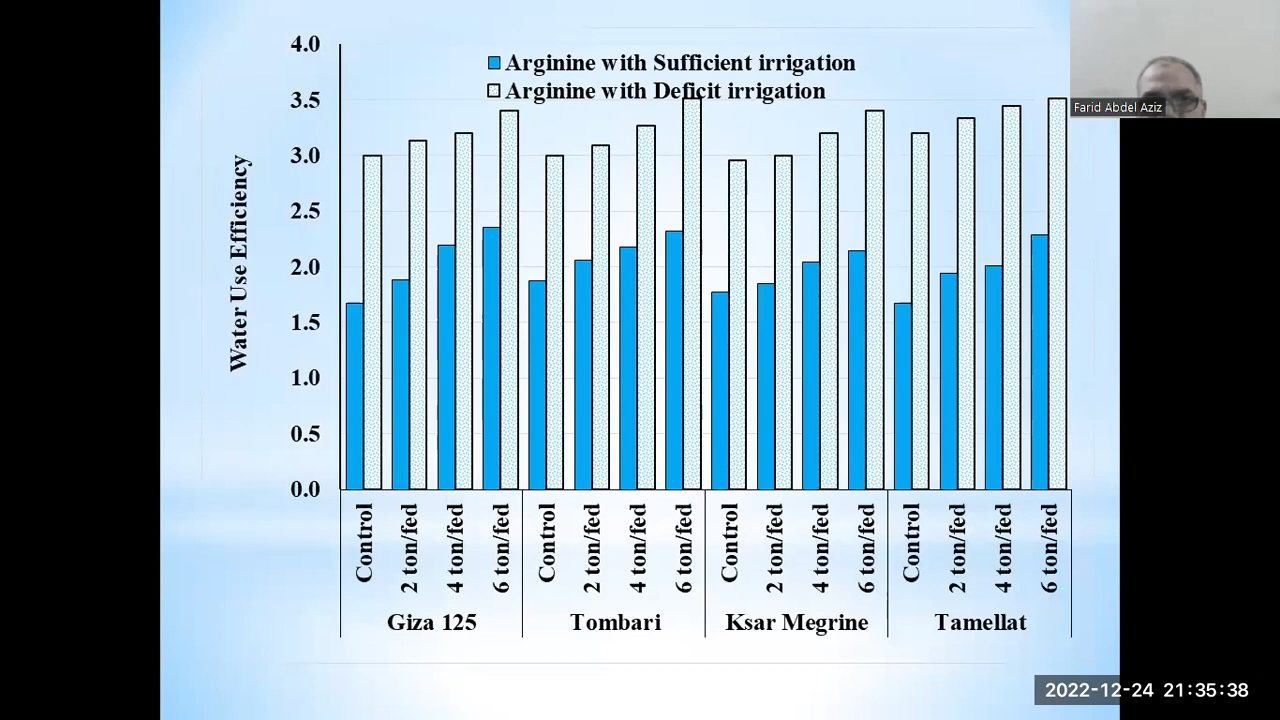 4.0
Arginine with Sufficient irrigation
Arginine with Deficit irrigation
3.5
3.0
2.5
2.0
1.5
1.0
0.5
0.0
Water Use Efficiency
Farid Abdel Aziz
Control
2 ton/fed
4 ton/fed
6 ton/fed
Control
2 ton/fed
4 ton/fed
6 ton/fed
Control
2 ton/fed
4 ton/fed
6 ton/fed
Control
2 ton/fed
4 ton/fed
6 ton/fed
Giza 125
Tombari
Ksar Megrine
Tamellat
2022-12-24 21:35:38